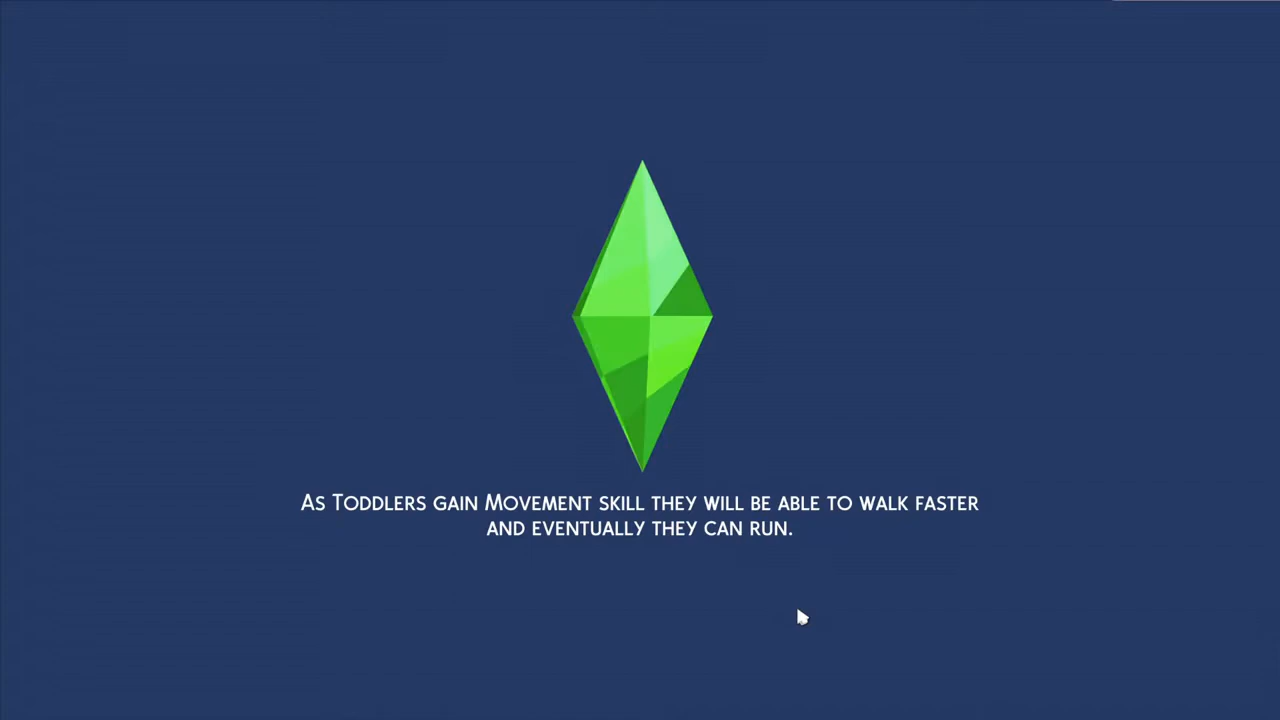 As Toddlers gain Movement skill they will be able to walk faster
and eventually they can run.